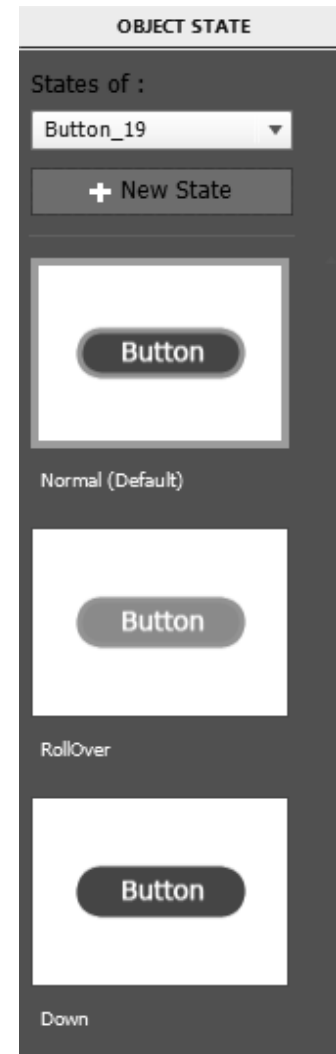 OBJECT STATE
States of :
Button_19
New State
Button
Normal (Default)
Button
RollOver
Button
Down